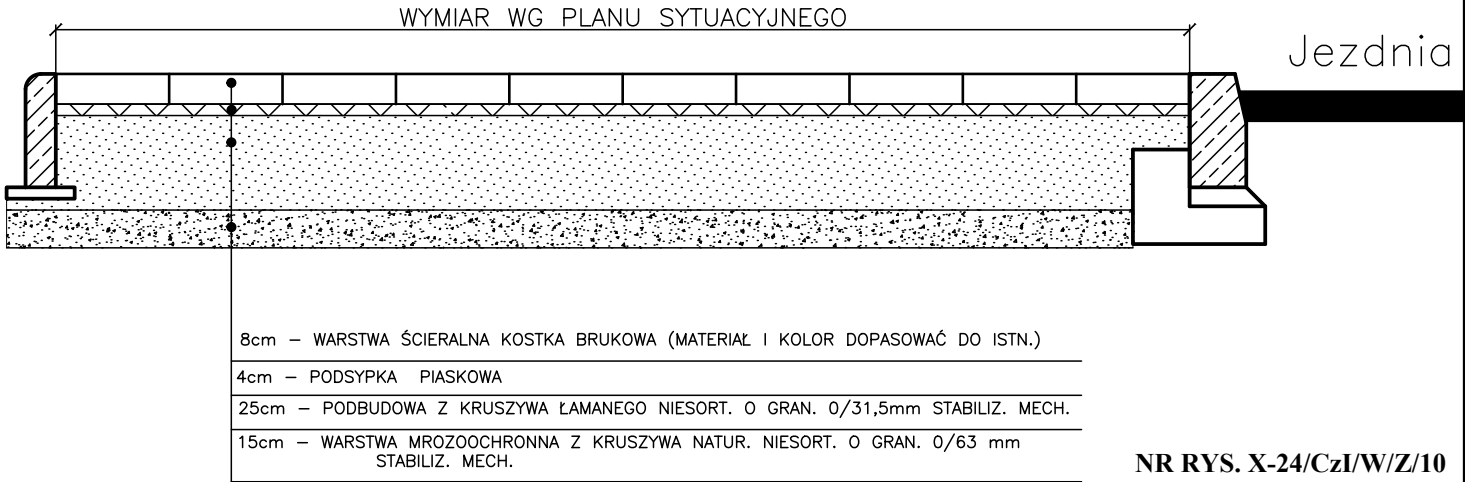 WYMIAR WG PLANU SYTUACYJNEGO
Jezdnia
8cm – WARSTWA ŚCIERALNA KOSTKA BRUKOWA (MATERIAŁ I KOLOR DOPASOWAĆ DO ISTN.)
4cm – PODSYPKA PIASKOWA
25cm – PODBUDOWA Z KRUSZYWA ŁAMANEGO NIESORT. O GRAN. 0/31,5mm STABILIZ. MECH.
15cm – WARSTWA MROZOOCHRONNA Z KRUSZYWA NATUR. NIESORT. O GRAN. 0/63 mm
STABILIZ. MECH.
NR RYS. X-24/CzI/W/Z/10